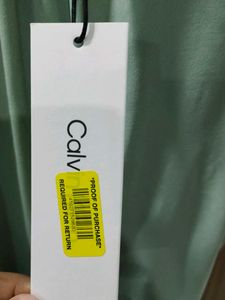 Calv
"PROOF OF PURCHASE"
REQUIRED FOR RETURN